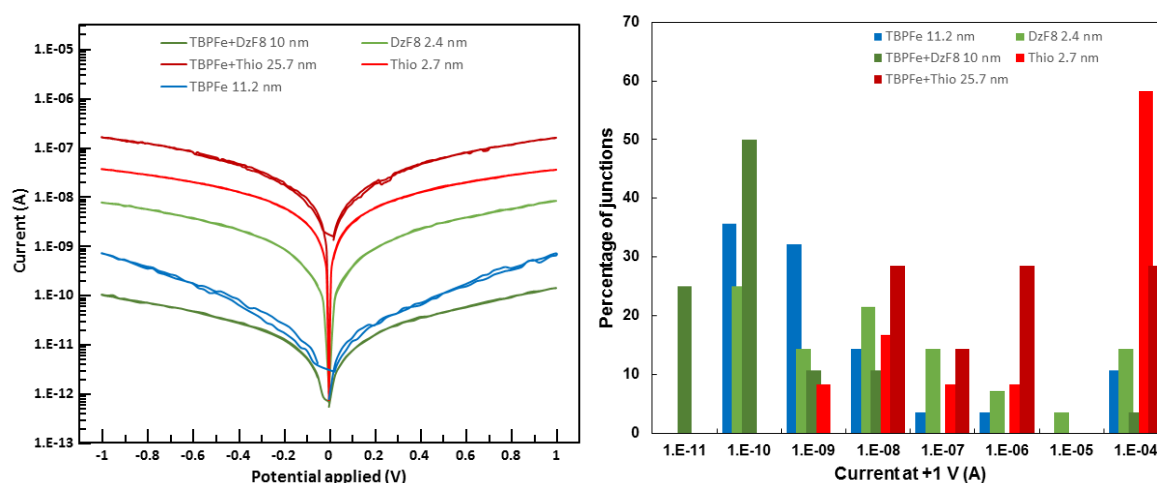 TBPFe+DzF8 10 nm
DzF8 2.4 nm
TBPFe+Thio 25.7 nm
Thio 2.7 nm
TBPFe 11.2 nm
Current (A)
1.E-05
1.E-06
1.E-07
1.E-08
1.E-09
1.E-10
1.E-11
1.E-12
1.E-13
-1 -0.8 -0.6 -0.4 -0.2 0 0.2 0.4 0.6 0.8 1
Potential applied (V)
TBPFe 11.2 nm
DzF8 2.4 nm
TBPFe+DzF8 10 nm
Thio 2.7 nm
TBPFe+Thio 25.7 nm
Percentage of junctions
70
60
50
40
30
20
10
0
1.E-11 1.E-10 1.E-09 1.E-08 1.E-07 1.E-06 1.E-05 1.E-04
Current at +1 V (A)